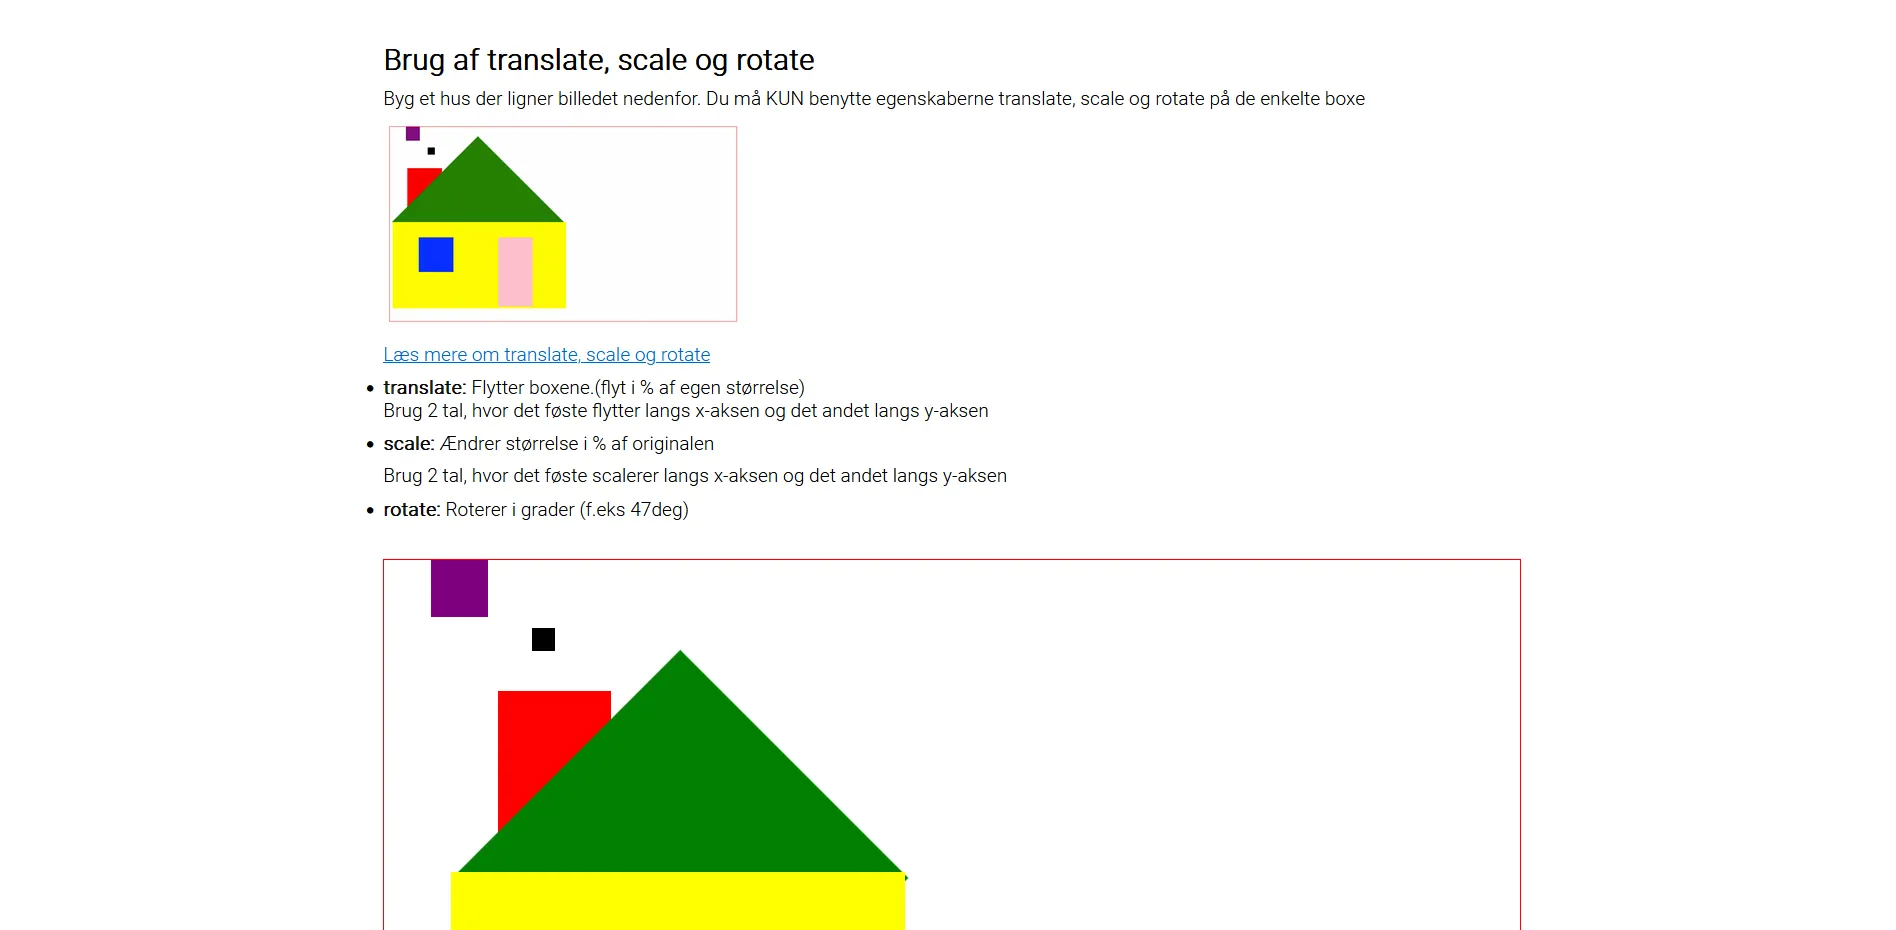 Brug af translate, scale og rotate
Byg et hus der ligner billedet nedenfor. Du må KUN benytte egenskaberne translate, scale og rotate på de enkelte boxe
Læs mere om translate, scale og rotate
translate: Flytter boxene.(flyt i % af egen størrelse)
Brug 2 tal, hvor det føste flytter langs x-aksen og det andet langs y-aksen
scale: Ændrer størrelse i % af originalen
Brug 2 tal, hvor det føste scalerer langs x-aksen og det andet langs y-aksen
rotate: Roterer i grader (f.eks 47deg)